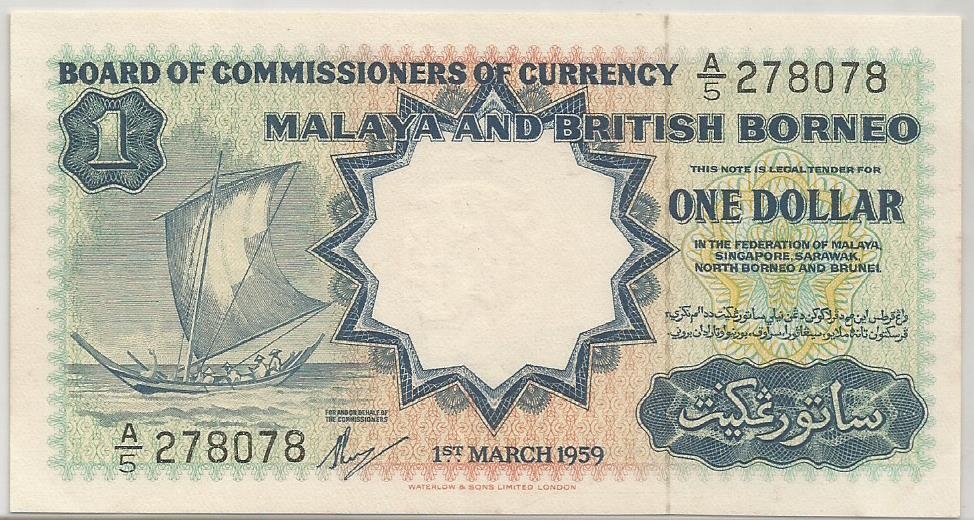 BOARD OF COMMISSIONERS OF CURRENCY
A/5 278078
MALAYA AND BRITISH BORNEO
1
THIS NOTE IS LEGAL TENDER FOR
ONE DOLLAR
IN THE FEDERATION OF MALAYA,
SINGAPORE, SARAWAK,
NORTH BORNEO AND BRUNEI.
ساتو رڠݢيت
FOR AND ON BEHALF OF
THE COMMISSIONERS
A/5 278078
1ST MARCH 1959
WATERLOW & SONS LIMITED LONDON